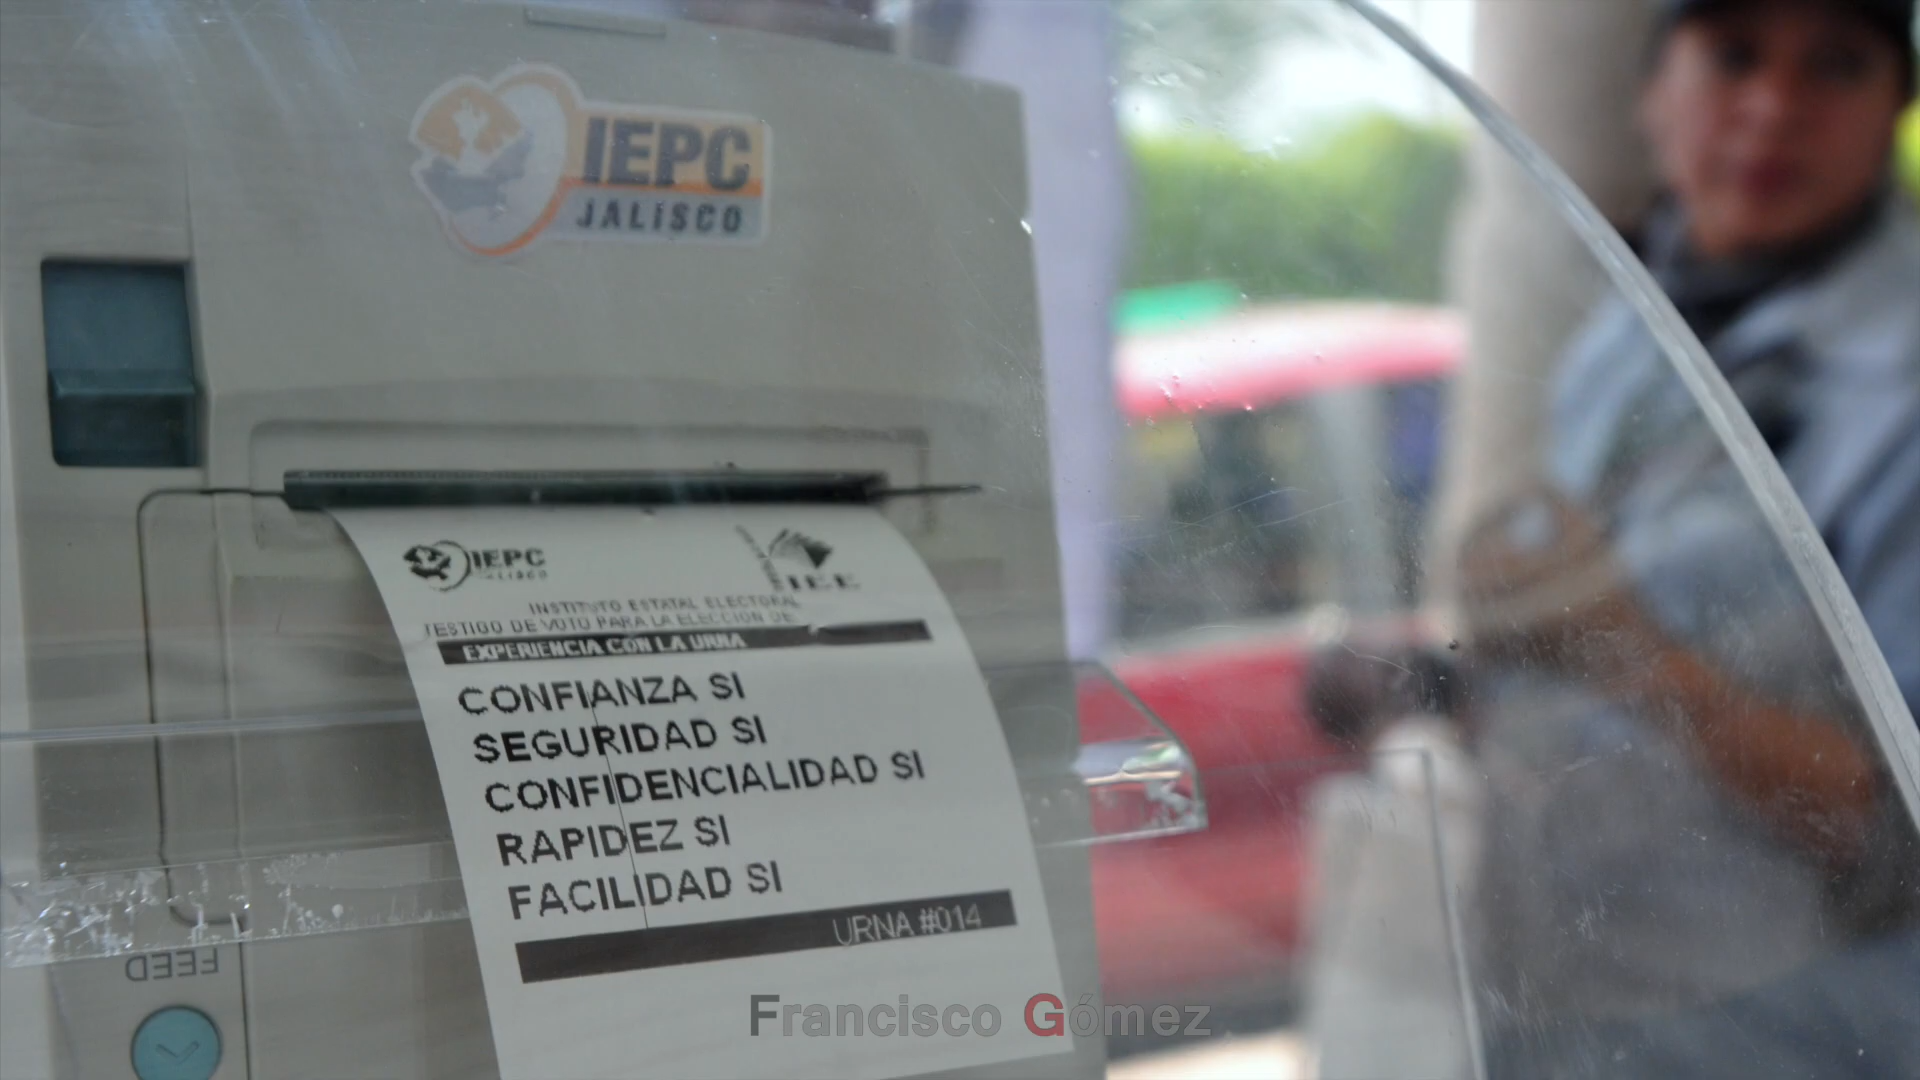 IEPC
JALISCO
IEPC
JALISCO
IEE
INSTITUTO ESTATAL ELECTORAL
TESTIGO DE VOTO PARA LA ELECCION DE:
EXPERIENCIA CON LA URNA
CONFIANZA SI
SEGURIDAD SI
CONFIDENCIALIDAD SI
RAPIDEZ SI
FACILIDAD SI
URNA #014
FEED
Francisco Gómez